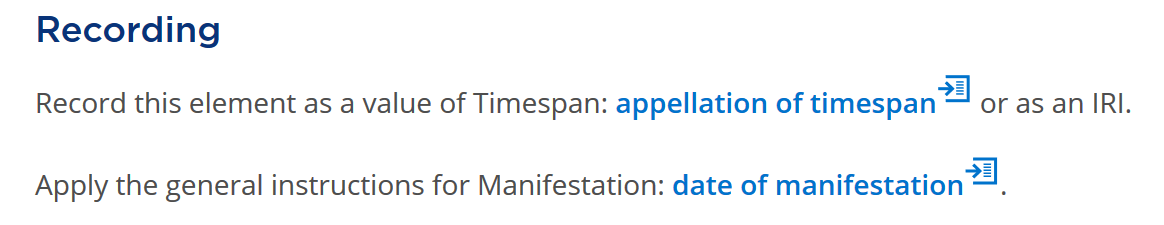 Recording
Record this element as a value of Timespan: appellation of timespan or as an IRI.
Apply the general instructions for Manifestation: date of manifestation.